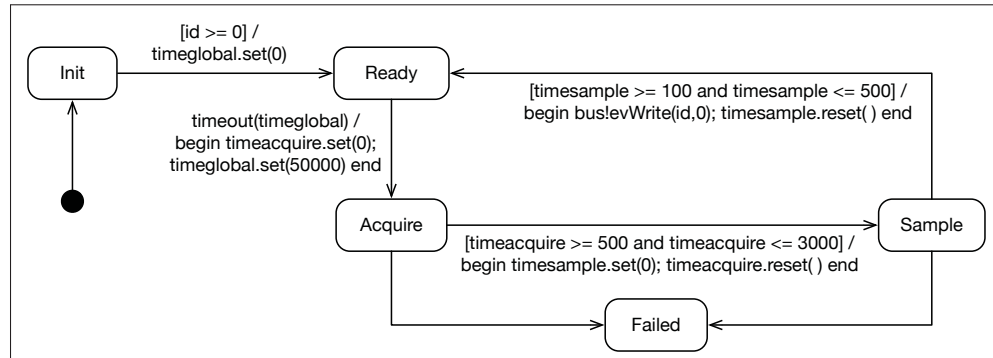 [id >= 0] /
timeglobal.set(0)
Init
Ready
[timesample >= 100 and timesample <= 500] /
begin bus!evWrite(id,0); timesample.reset( ) end
timeout(timeglobal) /
begin timeacquire.set(0);
timeglobal.set(50000) end
Acquire
Sample
[timeacquire >= 500 and timeacquire <= 3000] /
begin timesample.set(0); timeacquire.reset( ) end
Failed